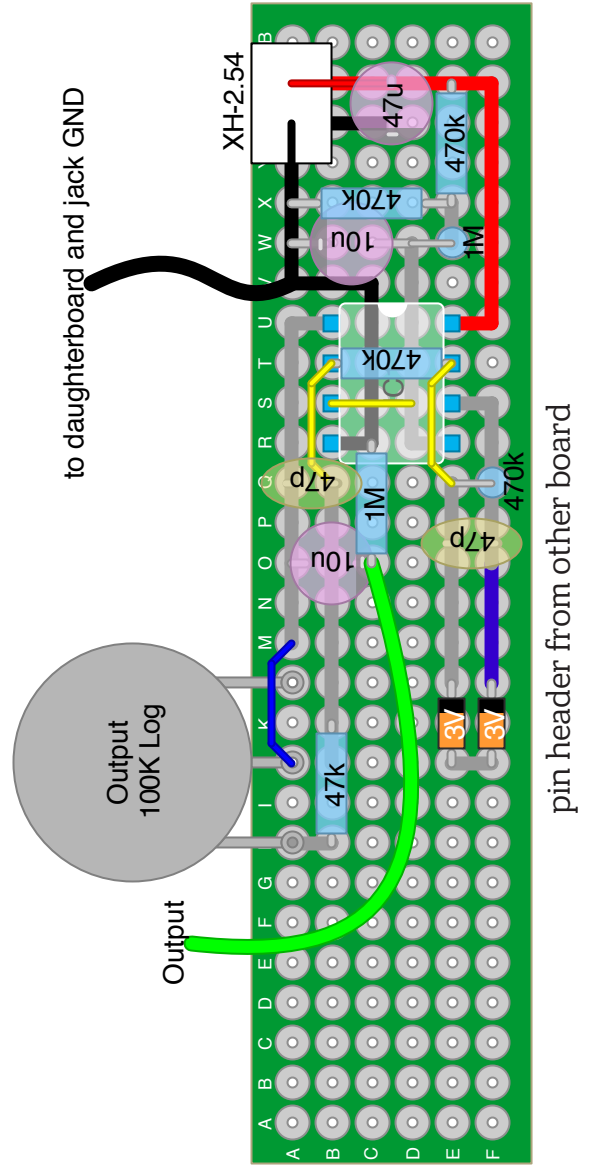 to daughterboard and jack GND
XH-2.54
47u
470k
470k
10u
1M
470k
C
47p
1M
470k
10u
47p
Output
100K Log
47k
3V
3V
Output
pin header from other board
A B C D E F G I K M N O P Q R S T U V W X B
A B C D E F